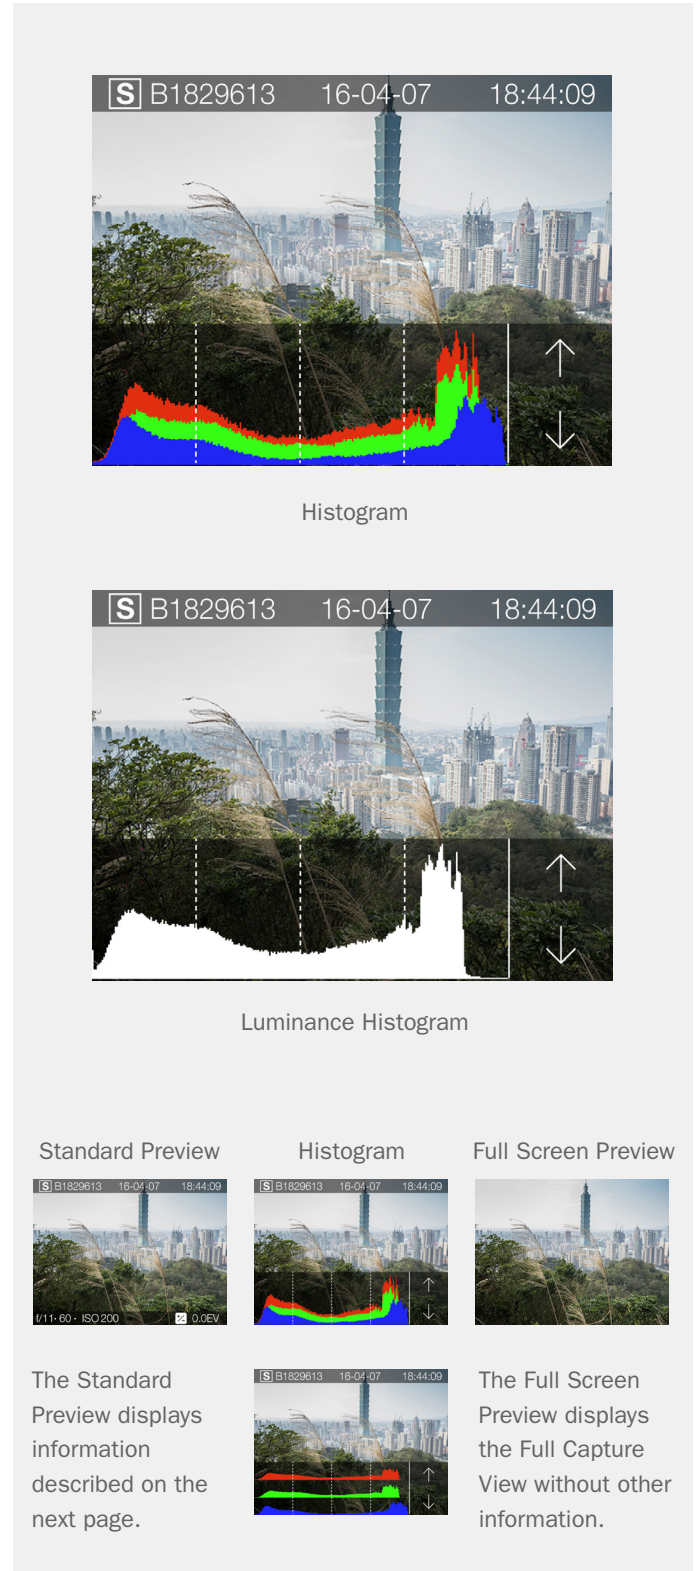 S B1829613 16-04-07 18:44:09
Histogram
S B1829613 16-04-07 18:44:09
Luminance Histogram
Standard Preview
Histogram
Full Screen Preview
S B1829613 16-04-07 18:44:09
f/11· 60 · ISO200 0.0EV
S B1829613 16-04-07 18:44:09
The Standard
Preview displays
information
described on the
next page.
S B1829613 16-04-07 18:44:09
The Full Screen
Preview displays
the Full Capture
View without other
information.